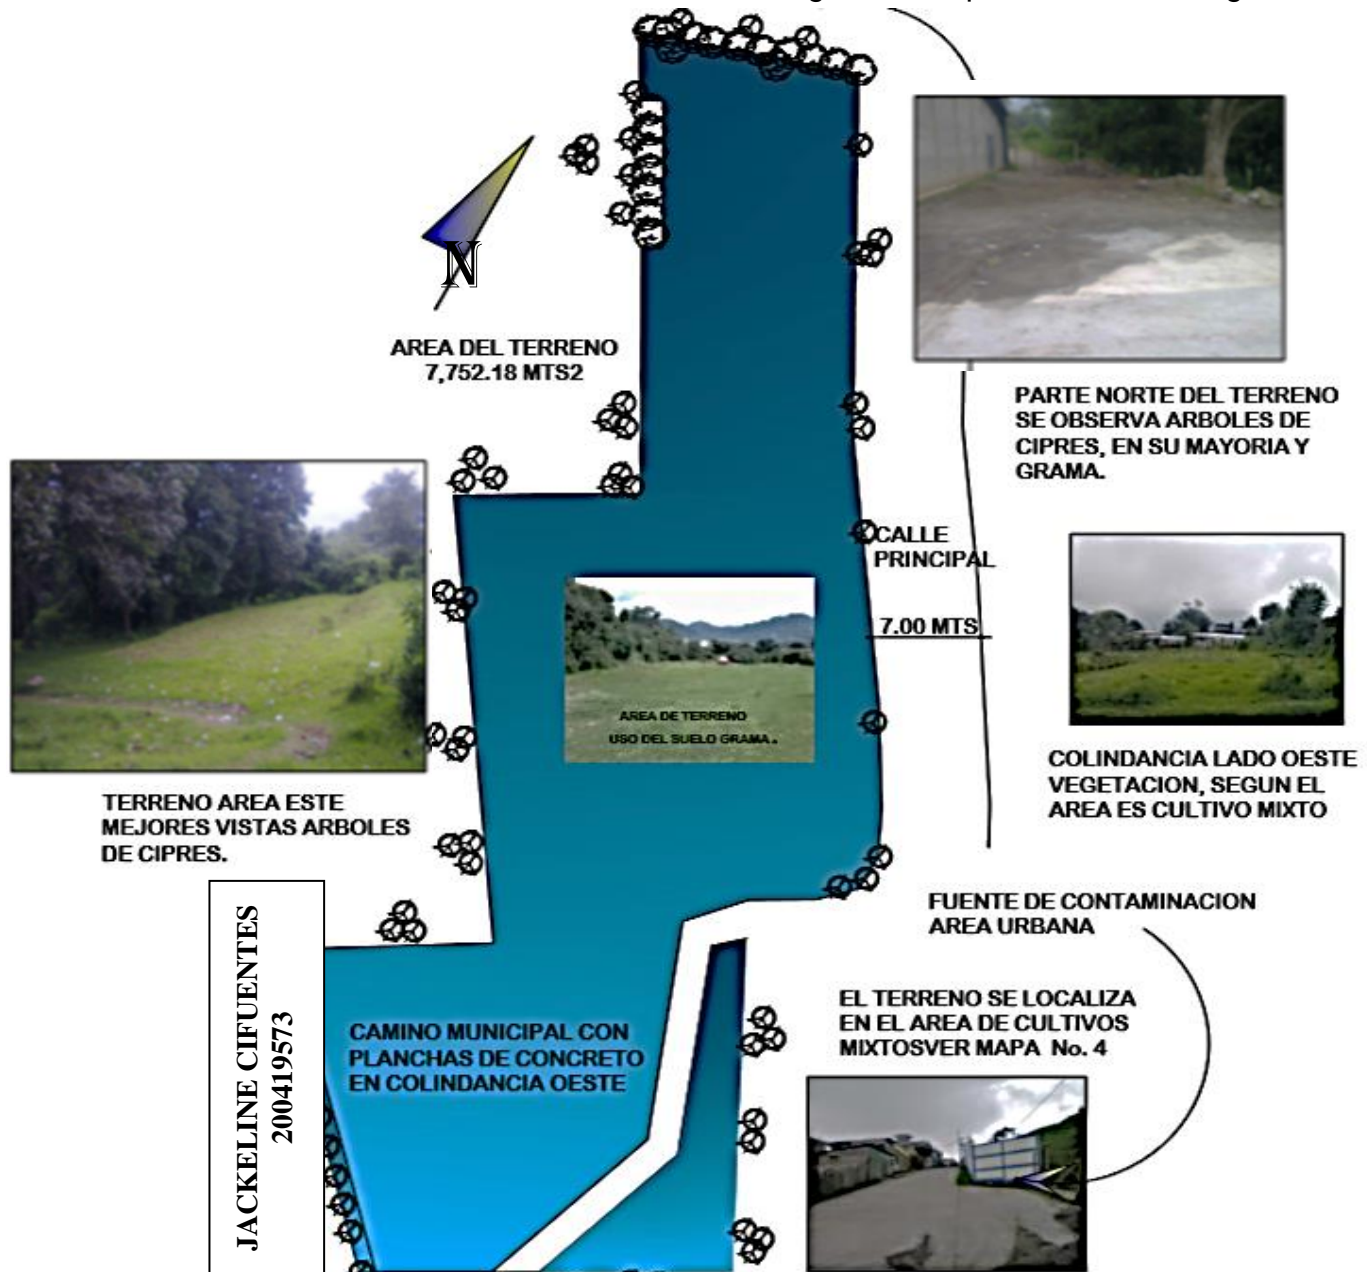 N
AREA DEL TERRENO
7,752.18 MTS2
PARTE NORTE DEL TERRENO
SE OBSERVA ARBOLES DE
CIPRES, EN SU MAYORIA Y
GRAMA.
CALLE
PRINCIPAL
7.00 MTS
AREA DE TERRENO
USO DEL SUELO GRAMA.
COLINDANCIA LADO OESTE
VEGETACION, SEGUN EL
AREA ES CULTIVO MIXTO
TERRENO AREA ESTE
MEJORES VISTAS ARBOLES
DE CIPRES.
FUENTE DE CONTAMINACION
AREA URBANA
EL TERRENO SE LOCALIZA
EN EL AREA DE CULTIVOS
MIXTOSVER MAPA No. 4
CAMINO MUNICIPAL CON
PLANCHAS DE CONCRETO
EN COLINDANCIA OESTE
JACKELINE CIFUENTES
200419573